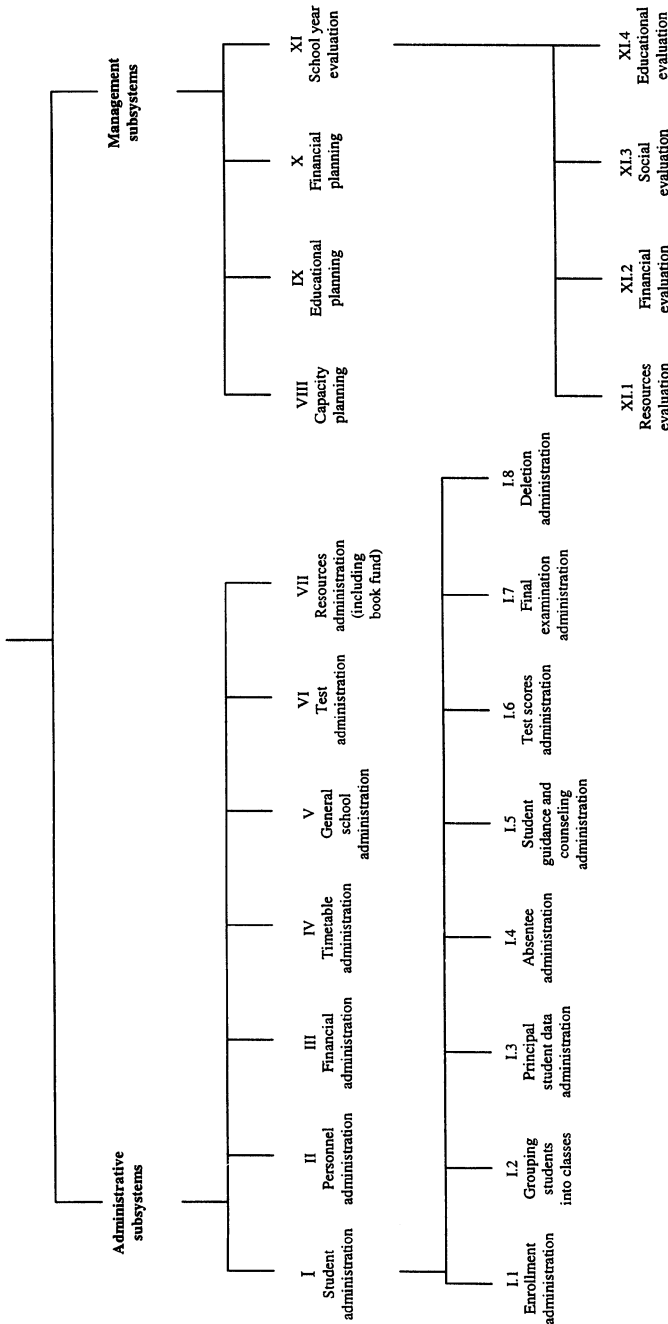 Administrative
subsystems
Management
subsystems
I
Student
administration
II
Personnel
administration
III
Financial
administration
IV
Timetable
administration
V
General
school
administration
VI
Test
administration
VII
Resources
administration
(including
book fund)
VIII
Capacity
planning
IX
Educational
planning
X
Financial
planning
XI
School year
evaluation
I.1
Enrollment
administration
I.2
Grouping
students
into classes
I.3
Principal
student data
administration
I.4
Absentee
administration
I.5
Student
guidance and
counseling
administration
I.6
Test scores
administration
I.7
Final
examination
administration
I.8
Deletion
administration
XI.1
Resources
evaluation
XI.2
Financial
evaluation
XI.3
Social
evaluation
XI.4
Educational
evaluation